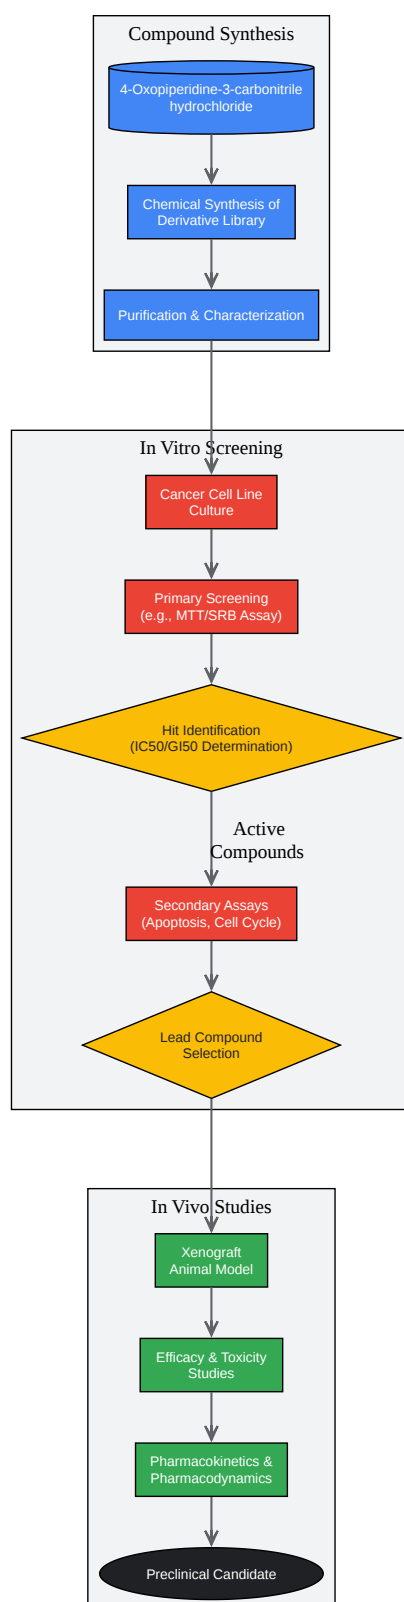 Compound Synthesis
4-Oxopiperidine-3-carbonitrile
hydrochloride
Chemical Synthesis of
Derivative Library
Purification & Characterization
In Vitro Screening
Cancer Cell Line
Culture
Primary Screening
(e.g., MTT/SRB Assay)
Hit Identification
(IC50/GI50 Determination)
Active
Compounds
Secondary Assays
(Apoptosis, Cell Cycle)
Lead Compound
Selection
In Vivo Studies
Xenograft
Animal Model
Efficacy & Toxicity
Studies
Pharmacokinetics &
Pharmacodynamics
Preclinical Candidate